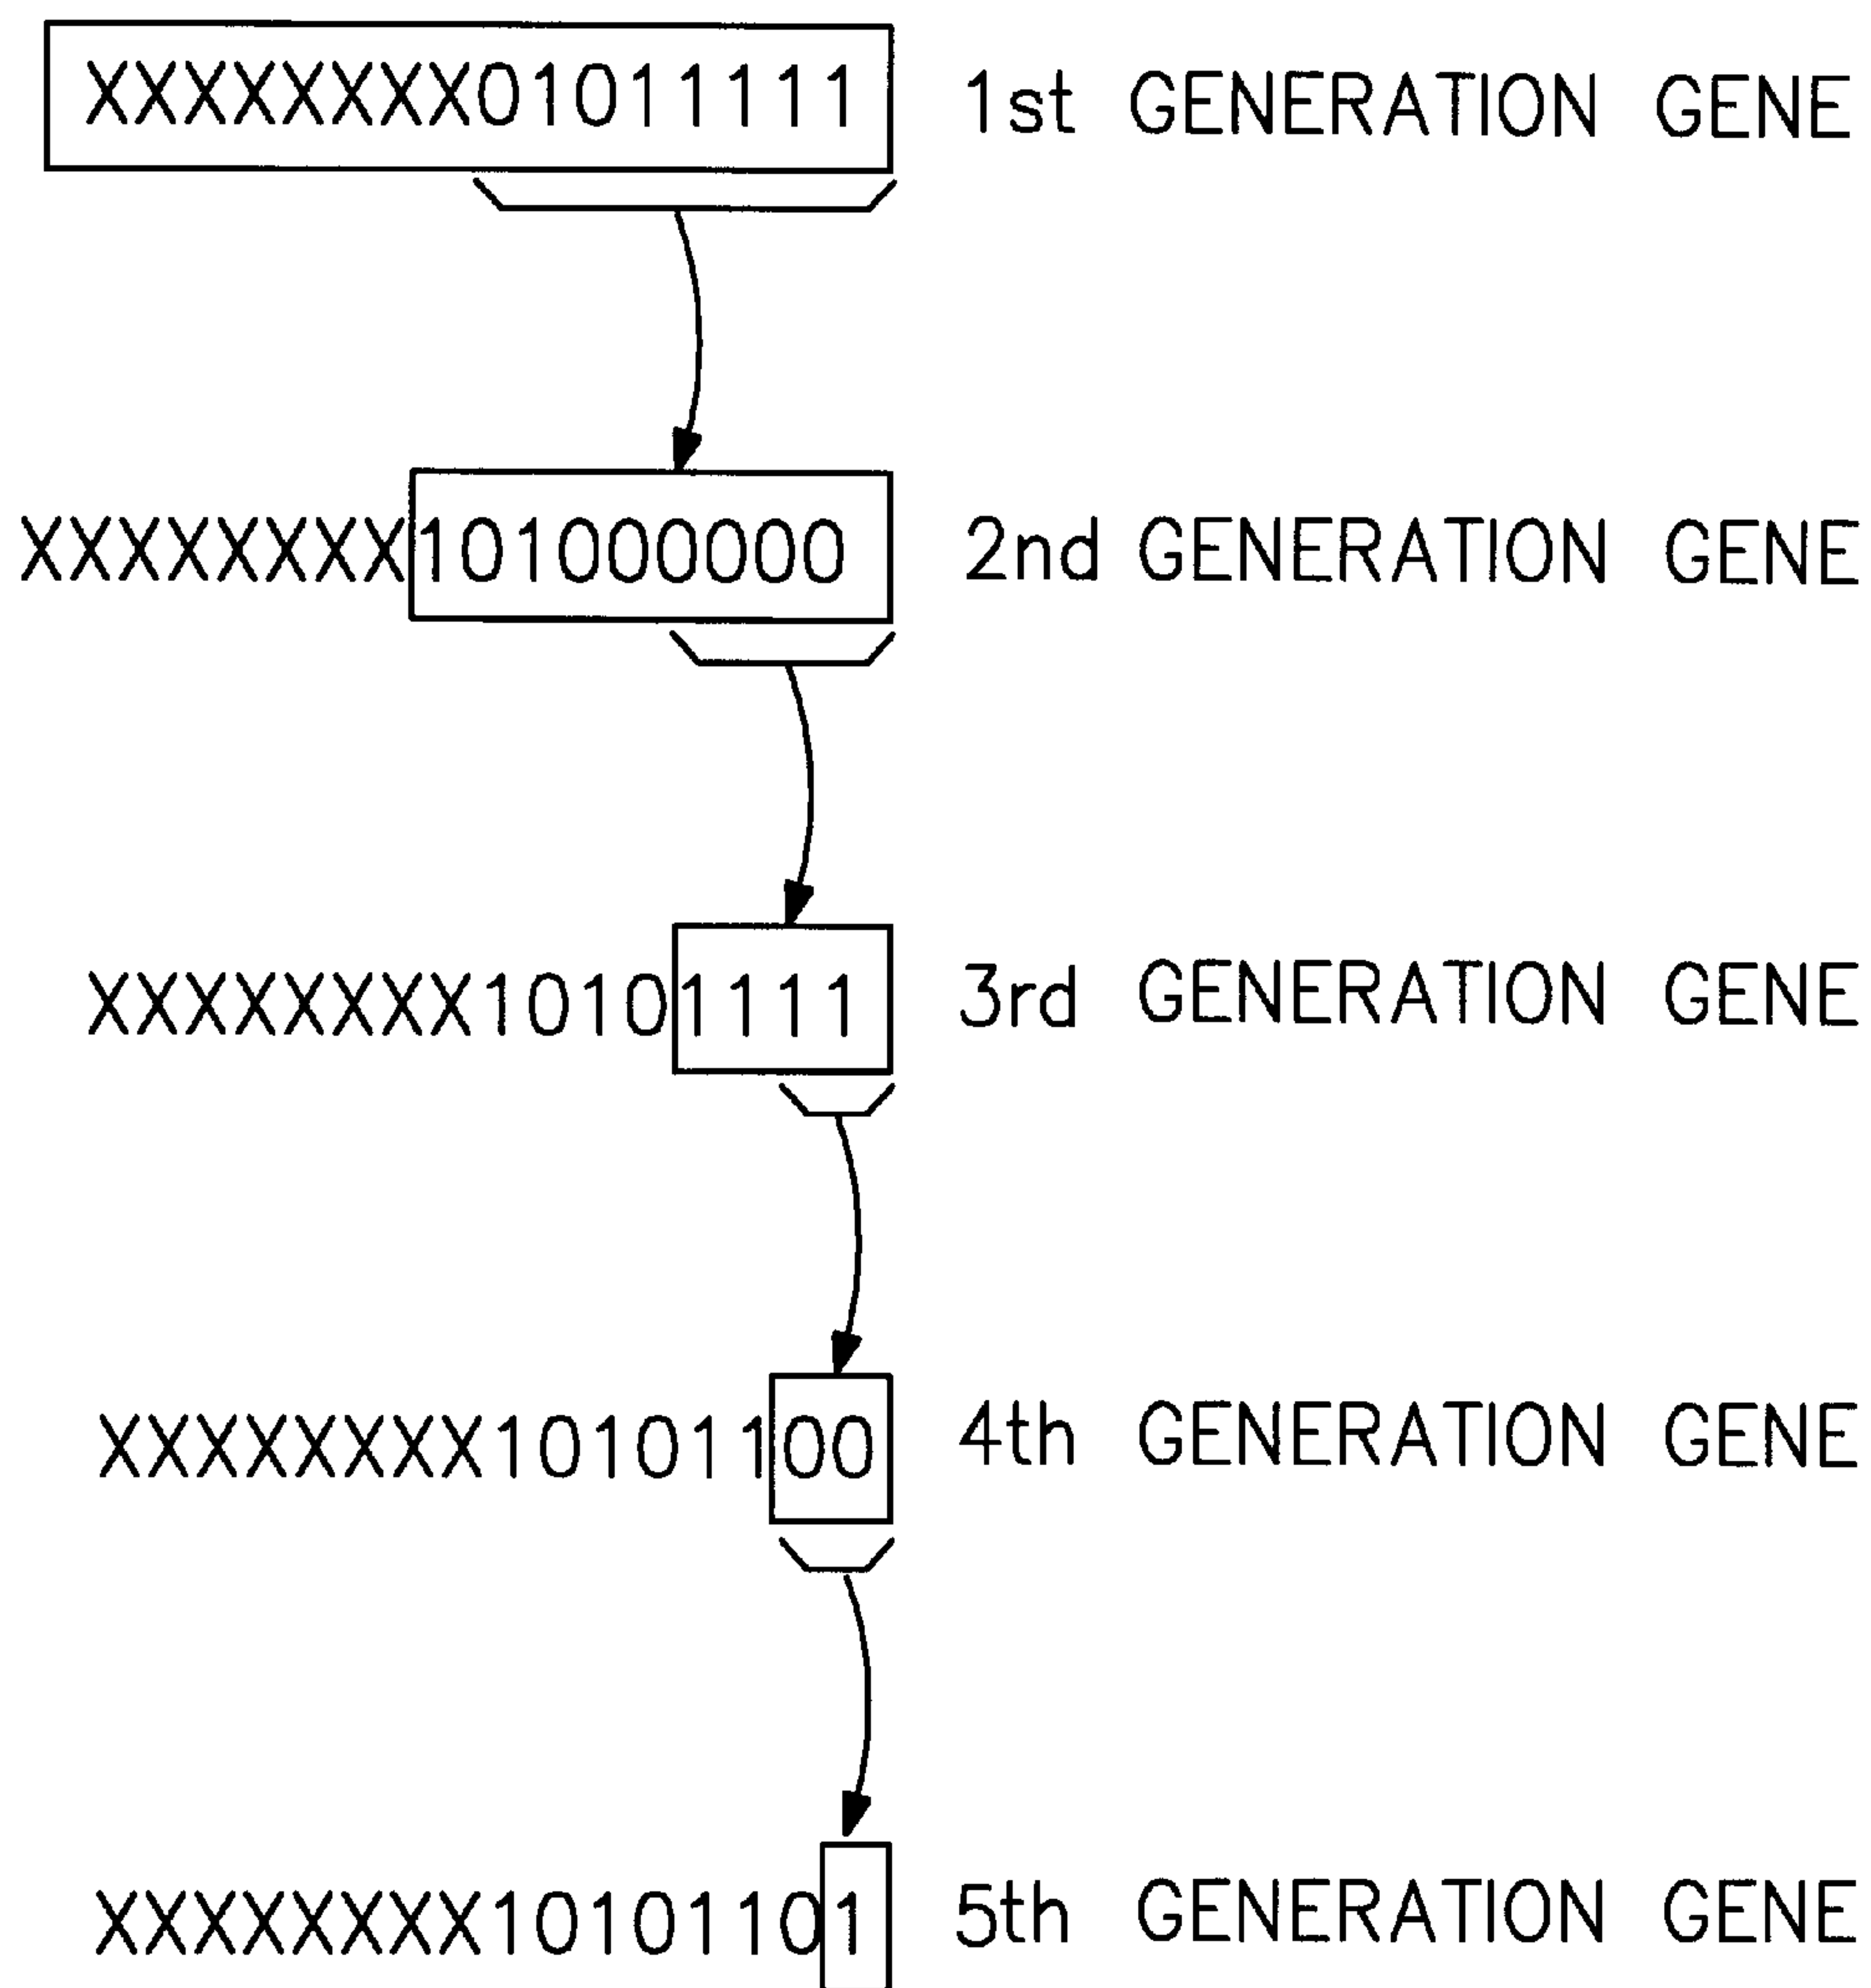 XXXXXXXX01011111 1st GENERATION GENE
XXXXXXXX101000000 2nd GENERATION GENE
XXXXXXXX10101111 3rd GENERATION GENE
XXXXXXXX10101100 4th GENERATION GENE
XXXXXXXX10101101 5th GENERATION GENE